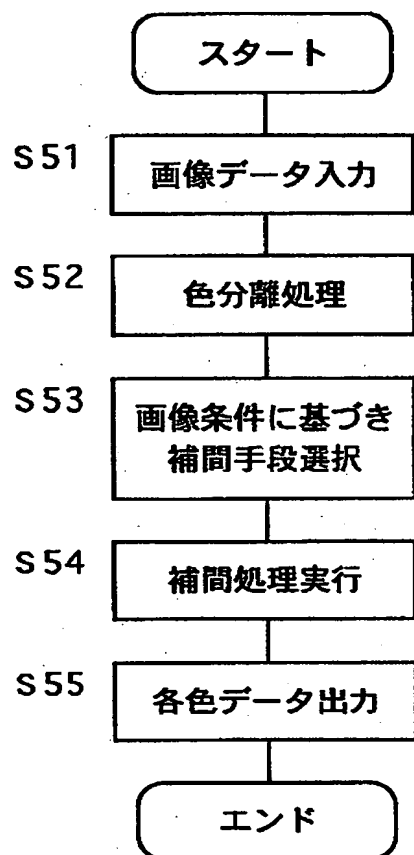 スタート
S51
画像データ入力
S52
色分離処理
S53
画像条件に基づき
補間手段選択
S54
補間処理実行
S55
各色データ出力
エンド